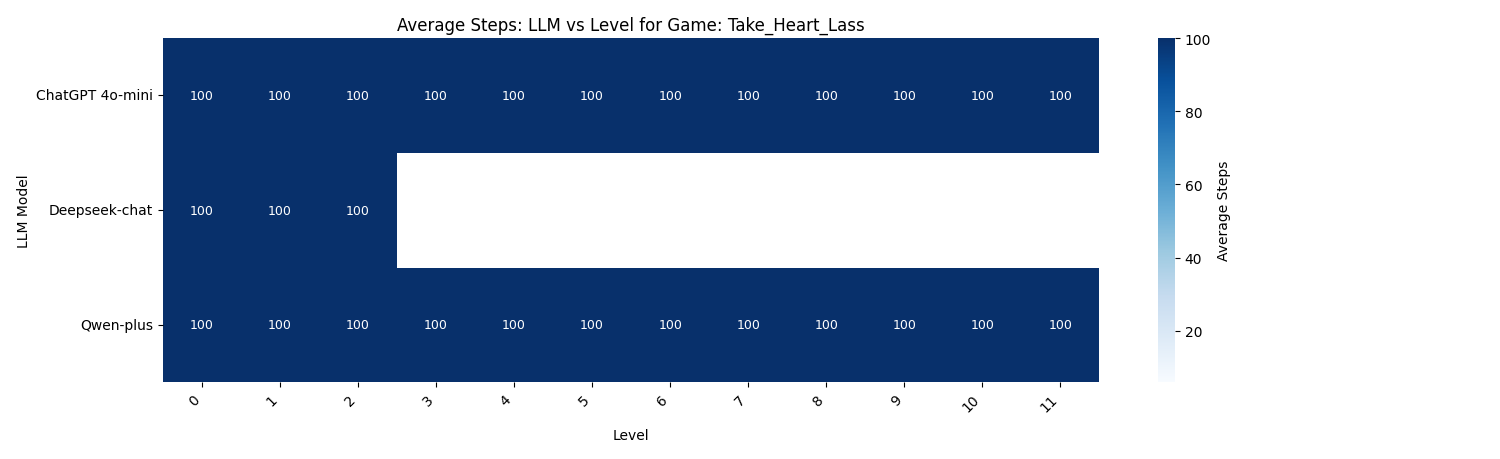 Average Steps: LLM vs Level for Game: Take_Heart_Lass
LLM Model
ChatGPT 4o-mini
100 100 100 100 100 100 100 100 100 100 100 100
Deepseek-chat
100 100 100
Qwen-plus
100 100 100 100 100 100 100 100 100 100 100 100
0 1 2 3 4 5 6 7 8 9 10 11
Level
100
80
60
40
20
Average Steps